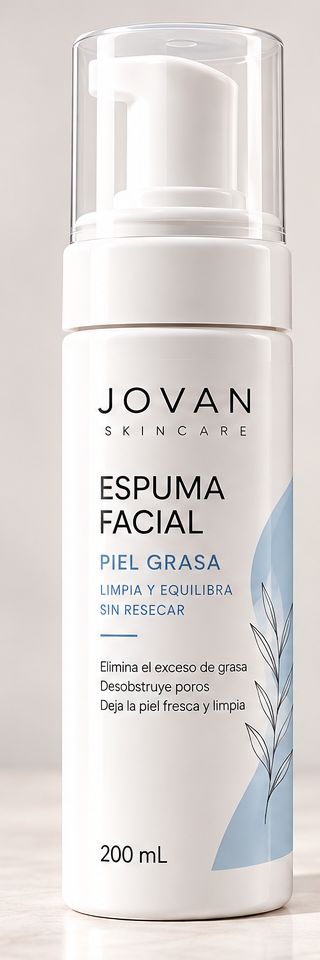 JOVAN
SKINCARE
ESPUMA
FACIAL
PIEL GRASA
LIMPIA Y EQUILIBRA
SIN RESECAR
Elimina el exceso de grasa
Desobstruye poros
Deja la piel fresca y limpia
200 mL